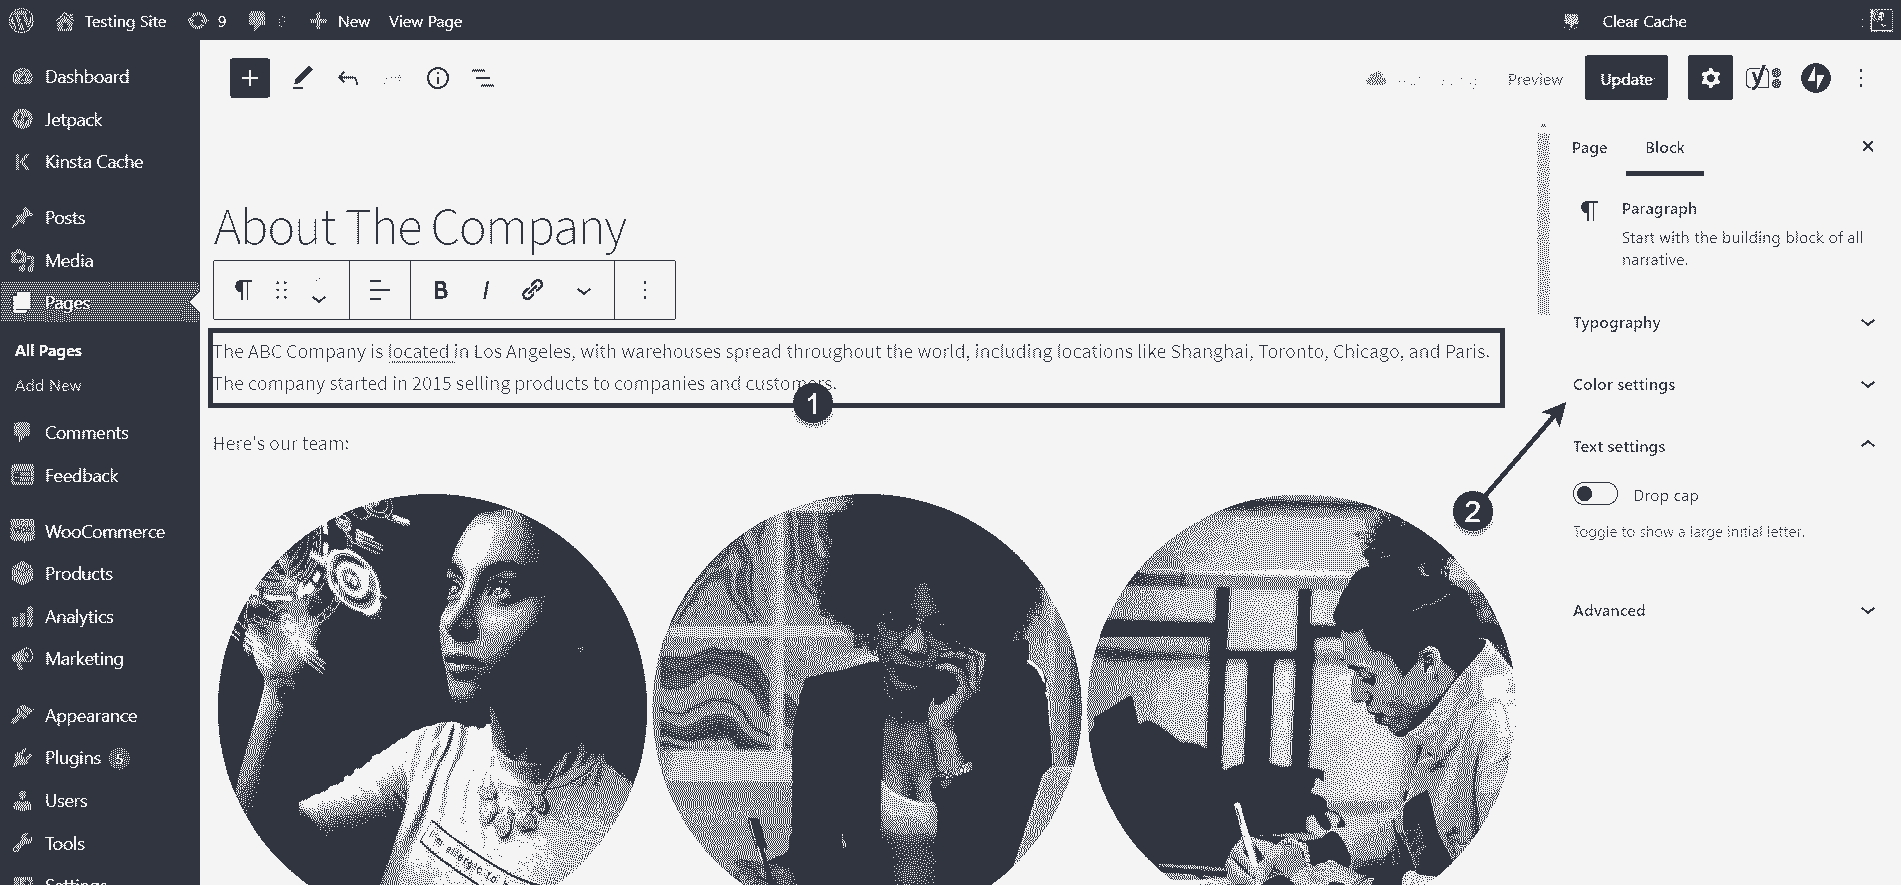 Testing Site 9 New View Page Clear Cache
Dashboard
Jetpack
Kinsta Cache
Posts
Media
Pages
All Pages
Add New
Comments
Feedback
WooCommerce
Products
Analytics
Marketing
Appearance
Plugins 5
Users
Tools
Settings
Preview Update
About The Company
B I
The ABC Company is located in Los Angeles, with warehouses spread throughout the world, including locations like Shanghai, Toronto, Chicago, and Paris.
The company started in 2015 selling products to companies and customers.
1
Here's our team:
2
Page Block
Paragraph
Start with the building block of all
narrative.
Typography
Color settings
Text settings
Drop cap
Toggle to show a large initial letter.
Advanced